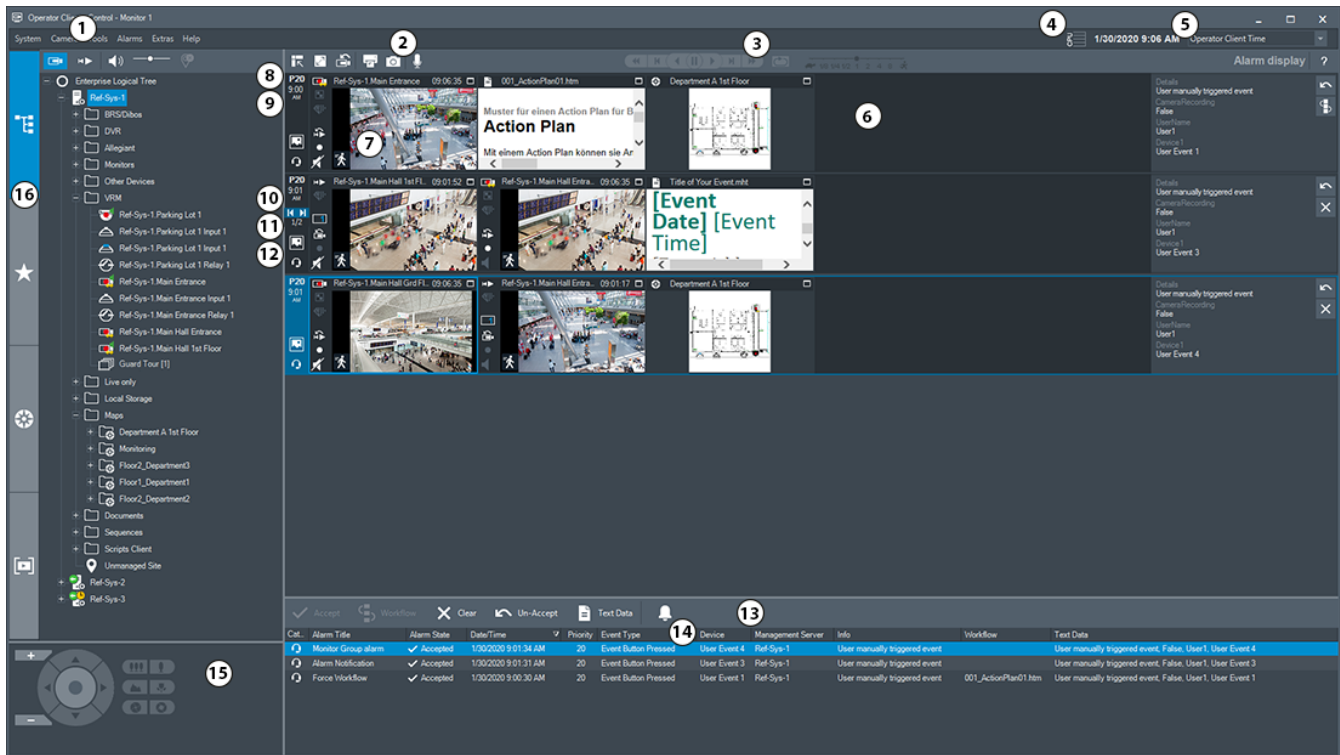 Operator Client
Control - Monitor 1
1
4
5
System
Tools
Alarms
Extras
Help
2
3
1/30/2020 9:06 AM
Operator Client Time
Alarm display
?
Enterprise Logical Tree
Ref-Sys-1
BRS/Dibos
DVR
Allegiant
Monitors
Other Devices
VRM
Ref-Sys-1.Parking Lot 1
Ref-Sys-1.Parking Lot 1 Input 1
Ref-Sys-1.Parking Lot 1 Input 1
Ref-Sys-1.Parking Lot 1 Relay 1
Ref-Sys-1.Main Entrance
Ref-Sys-1.Main Entrance Input 1
Ref-Sys-1.Main Entrance Relay 1
Ref-Sys-1.Main Hall Entrance
Ref-Sys-1.Main Hall 1st Floor
Guard Tour [1]
Live only
Local Storage
Maps
Department A 1st Floor
Monitoring
Floor2_Department3
Floor1_Department1
Floor2_Department2
Documents
Sequences
Scripts Client
Unmanaged Site
Ref-Sys-2
Ref-Sys-3
16
8
9
10
11
12
P20
9:00
AM
Ref-Sys-1.Main Entrance
09:06:35
7
001_ActionPlan01.htm
Muster für einen Action Plan für B
Action Plan
Mit einem Action Plan können sie Ar
Department A 1st Floor
6
Details
User manually triggered event
CameraRecording
False
UserName
User1
Device1
User Event 1
P20
9:01
AM
1/2
Ref-Sys-1.Main Hall 1st Fl..
09:01:52
Ref-Sys-1.Main Hall Entra..
09:06:35
Title of Your Event.mht
[Event
Date] [Event
Time]
Details
User manually triggered event
CameraRecording
False
UserName
User1
Device1
User Event 3
P20
9:01
AM
Ref-Sys-1.Main Hall Grd Fl..
09:06:35
Ref-Sys-1.Main Hall Entra..
09:01:17
Department A 1st Floor
Details
User manually triggered event
CameraRecording
False
UserName
User1
Device1
User Event 4
Accept
Workflow
Clear
Un-Accept
Text Data
13
Cat.. Alarm Title Alarm State Date/Time Priority Event Type 14 Device Management Server Info Workflow Text Data
Monitor Group alarm Accepted 1/30/2020 9:01:34 AM 20 Event Button Pressed User Event 4 Ref-Sys-1 User manually triggered event User manually triggered event, False, User1, User Event 4
Alarm Notification Accepted 1/30/2020 9:01:31 AM 20 Event Button Pressed User Event 3 Ref-Sys-1 User manually triggered event User manually triggered event, False, User1, User Event 3
Force Workflow Accepted 1/30/2020 9:00:30 AM 20 Event Button Pressed User Event 1 Ref-Sys-1 User manually triggered event 001_ActionPlan01.htm User manually triggered event, False, User1, User Event 1
15